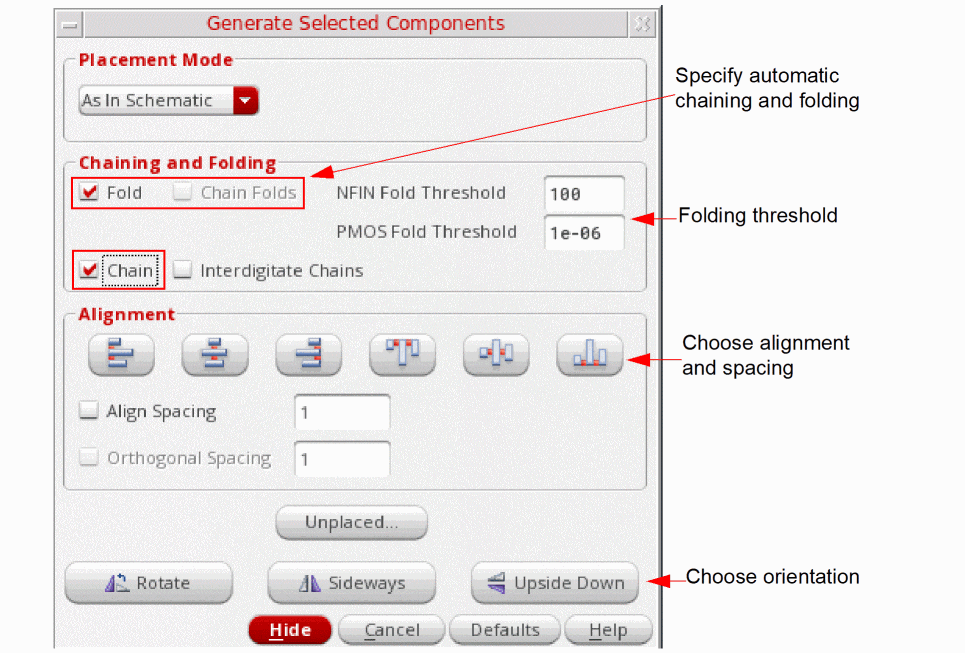 Generate Selected Components
Placement Mode
As In Schematic
Specify automatic
chaining and folding
Chaining and Folding
Fold
Chain Folds
NFIN Fold Threshold
100
PMOS Fold Threshold
1e-06
Folding threshold
Chain
Interdigitate Chains
Alignment
Choose alignment
and spacing
Align Spacing
1
Orthogonal Spacing
1
Unplaced...
Rotate
Sideways
Upside Down
Choose orientation
Hide
Cancel
Defaults
Help